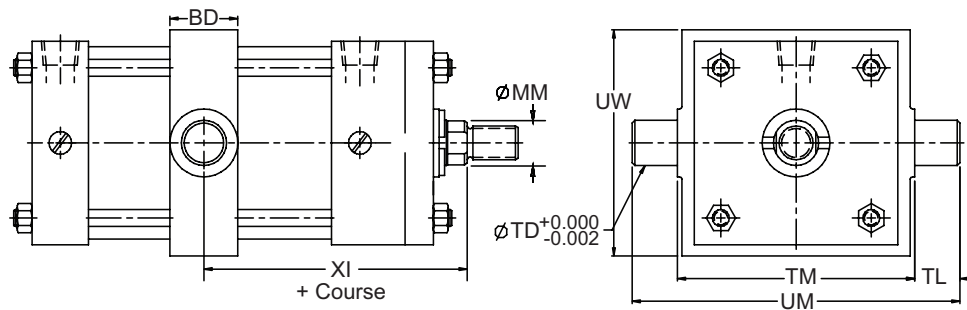 BD
ØMM
UW
ØTD+0.000
-0.002
XI
+ Course
TM
TL
UM